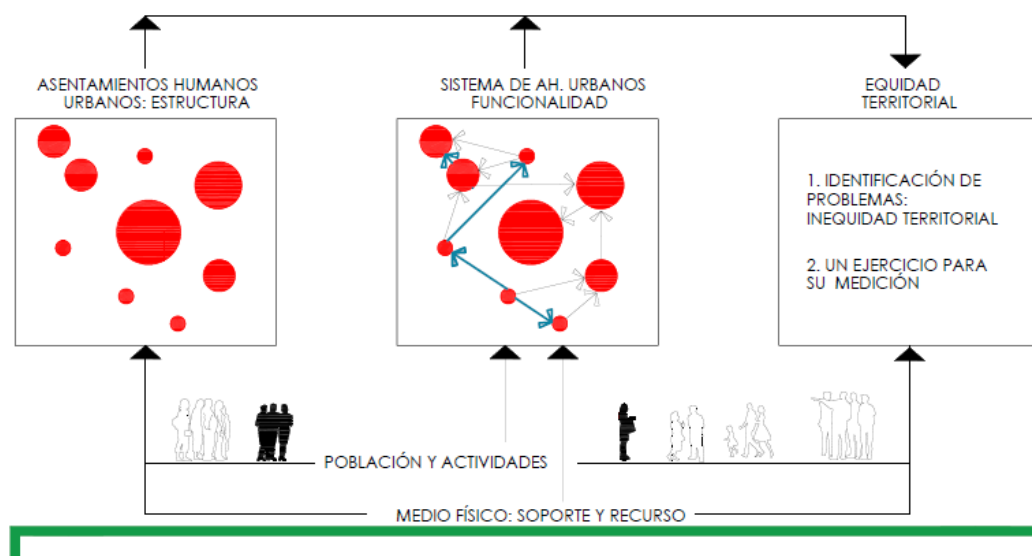 ASENTAMIENTOS HUMANOS
URBANOS: ESTRUCTURA
SISTEMA DE AH. URBANOS
FUNCIONALIDAD
EQUIDAD
TERRITORIAL
1. IDENTIFICACIÓN DE
PROBLEMAS:
INEQUIDAD TERRITORIAL
2. UN EJERCICIO PARA
SU MEDICIÓN
POBLACIÓN Y ACTIVIDADES
MEDIO FÍSICO: SOPORTE Y RECURSO